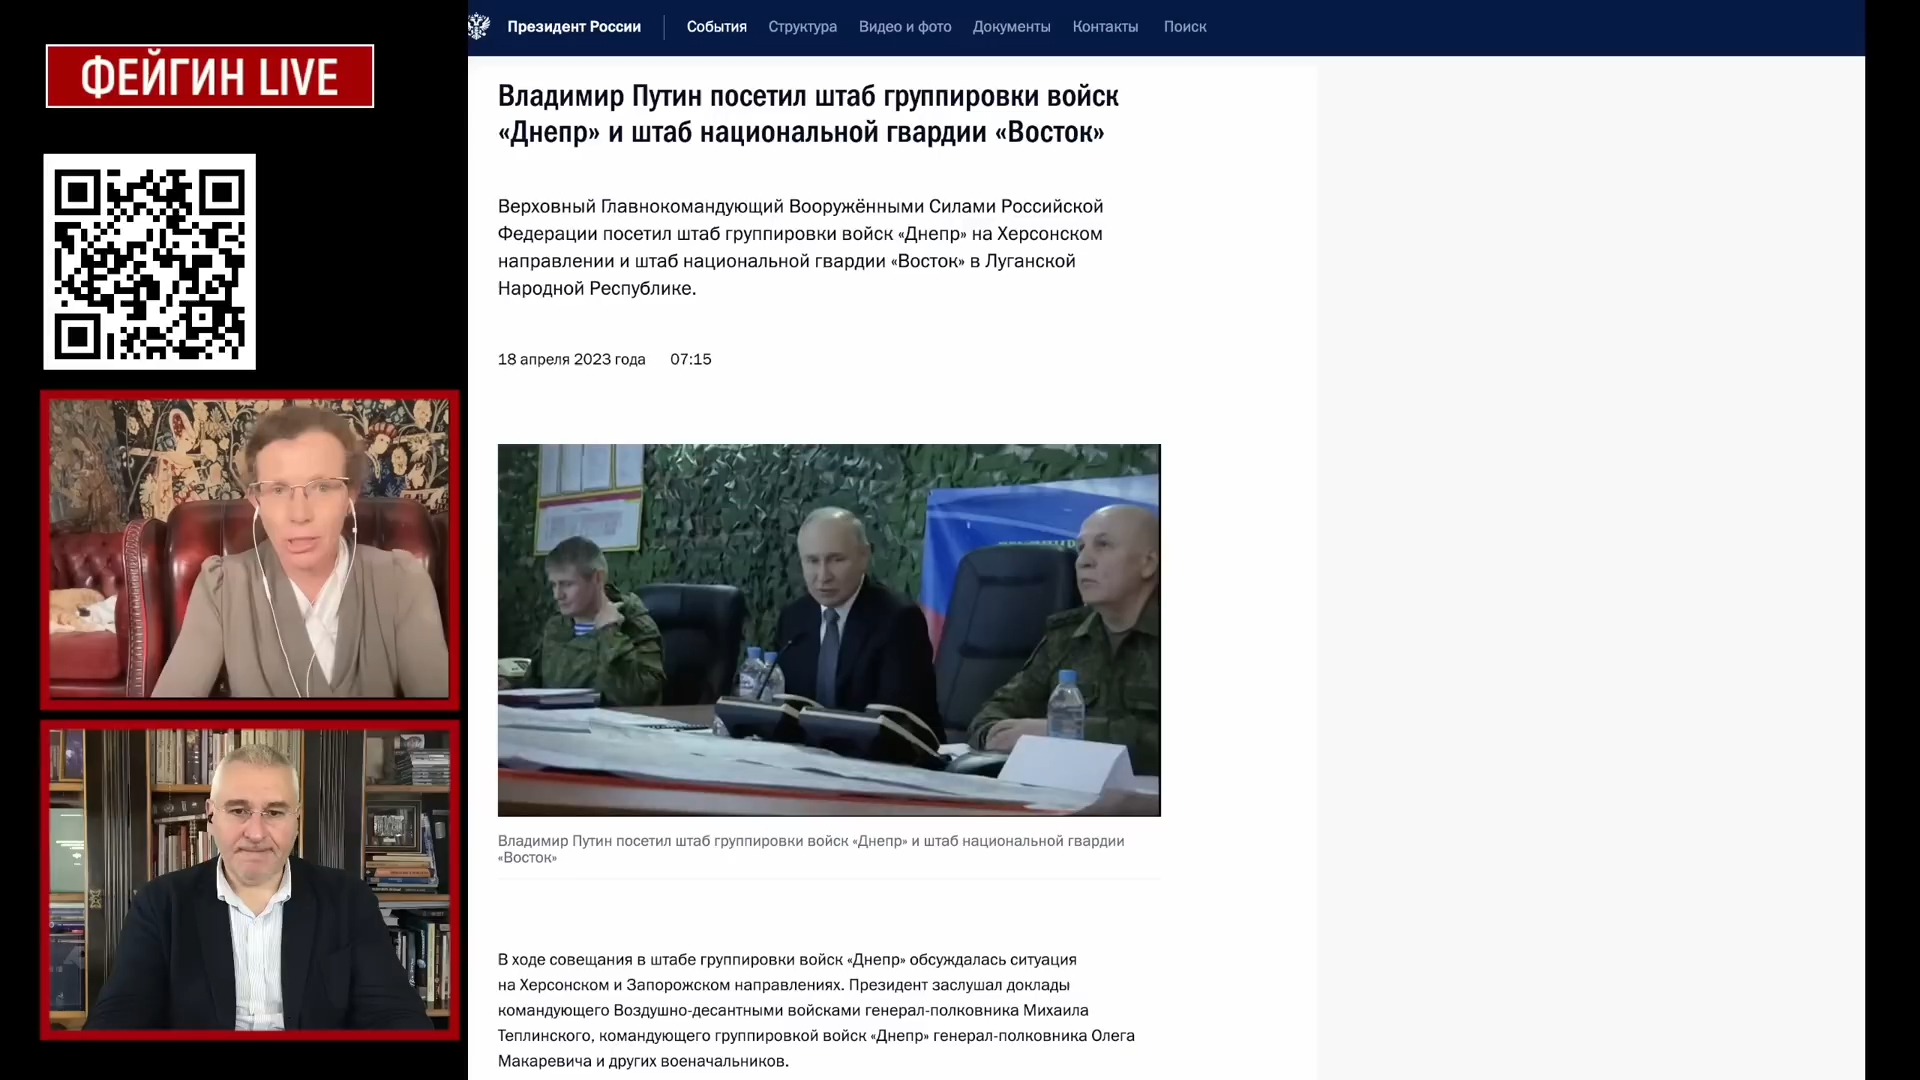 ФЕЙГИН LIVE
Президент России
События
Структура
Видео и фото
Документы
Контакты
Поиск
Владимир Путин посетил штаб группировки войск
«Днепр» и штаб национальной гвардии «Восток»
Верховный Главнокомандующий Вооружёнными Силами Российской
Федерации посетил штаб группировки войск «Днепр» на Херсонском
направлении и штаб национальной гвардии «Восток» в Луганской
Народной Республике.
18 апреля 2023 года 07:15
Владимир Путин посетил штаб группировки войск «Днепр» и штаб национальной гвардии
«Восток»
В ходе совещания в штабе группировки войск «Днепр» обсуждалась ситуация
на Херсонском и Запорожском направлениях. Президент заслушал доклады
командующего Воздушно-десантными войсками генерал-полковника Михаила
Теплинского, командующего группировкой войск «Днепр» генерал-полковника Олега
Макаревича и других военачальников.